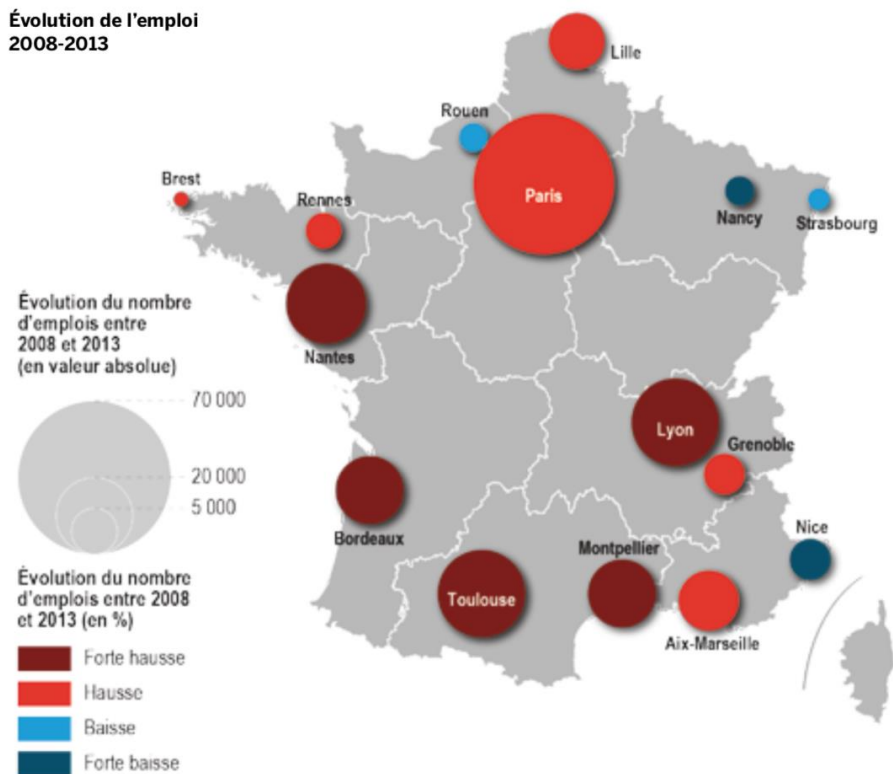 Évolution de l'emploi
2008-2013
Lille
Rouen
Paris
Brest
Rennes
Nancy
Strasbourg
Nantes
Lyon
Grenoble
Bordeaux
Nice
Montpellier
Toulouse
Aix-Marseille
Évolution du nombre
d'emplois entre
2008 et 2013
(en valeur absolue)
70 000
20 000
5 000
Évolution du nombre
d'emplois entre 2008
et 2013 (en %)
Forte hausse
Hausse
Baisse
Forte baisse